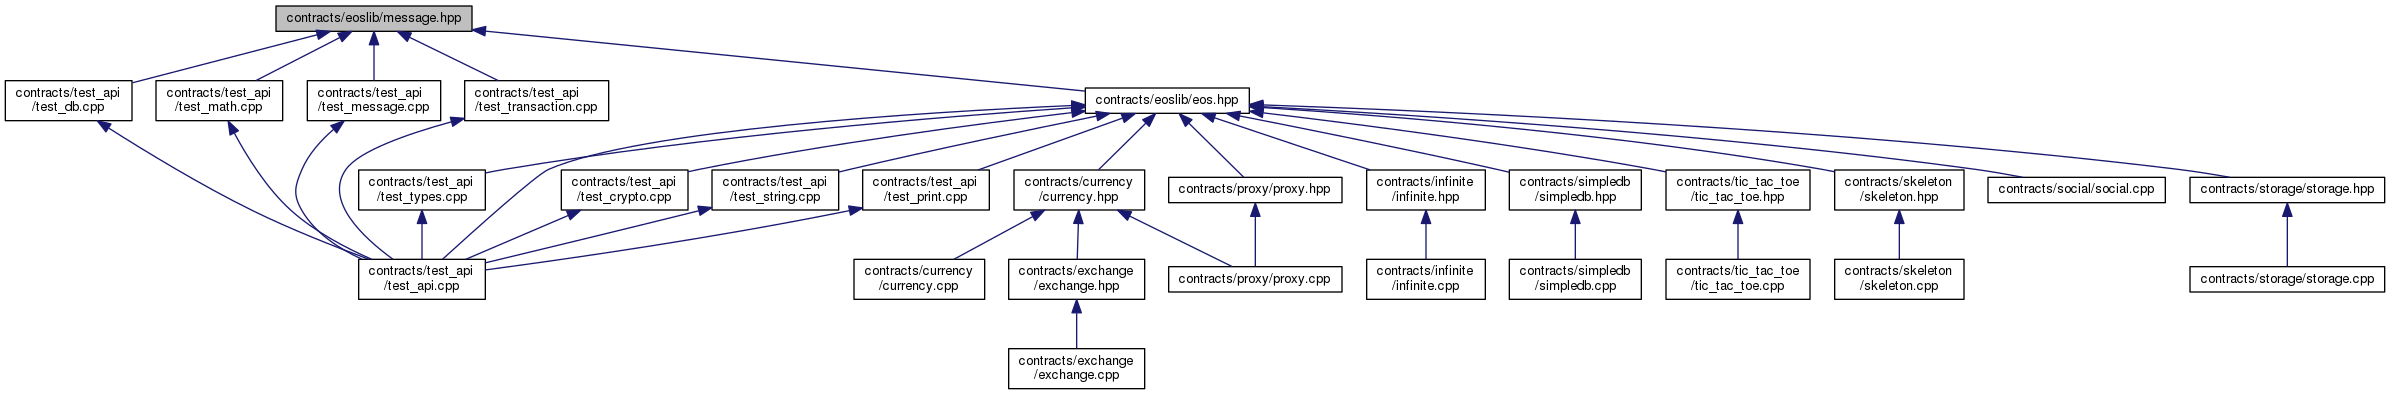 contracts/eoslib/message.hpp
contracts/test_api
/test_db.cpp
contracts/test_api
/test_math.cpp
contracts/test_api
/test_message.cpp
contracts/test_api
/test_transaction.cpp
contracts/eoslib/eos.hpp
contracts/test_api
/test_types.cpp
contracts/test_api
/test_crypto.cpp
contracts/test_api
/test_string.cpp
contracts/test_api
/test_print.cpp
contracts/currency
/currency.hpp
contracts/proxy/proxy.hpp
contracts/infinite
/infinite.hpp
contracts/simpledb
/simpledb.hpp
contracts/tic_tac_toe
/tic_tac_toe.hpp
contracts/skeleton
/skeleton.hpp
contracts/social/social.cpp
contracts/storage/storage.hpp
contracts/test_api
/test_api.cpp
contracts/currency
/currency.cpp
contracts/exchange
/exchange.hpp
contracts/proxy/proxy.cpp
contracts/infinite
/infinite.cpp
contracts/simpledb
/simpledb.cpp
contracts/tic_tac_toe
/tic_tac_toe.cpp
contracts/skeleton
/skeleton.cpp
contracts/storage/storage.cpp
contracts/exchange
/exchange.cpp